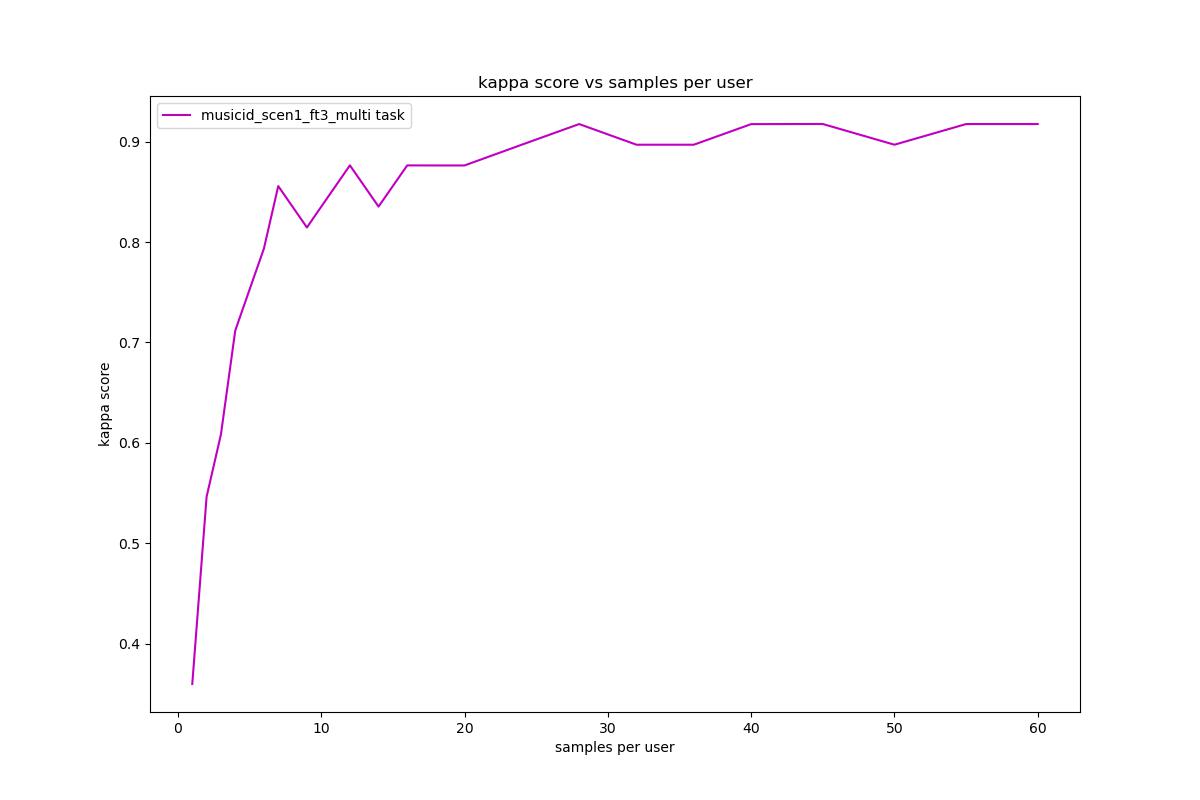 kappa score vs samples per user
musicid_scen1_ft3_multi task
kappa score
0.9
0.8
0.7
0.6
0.5
0.4
0 10 20 30 40 50 60
samples per user